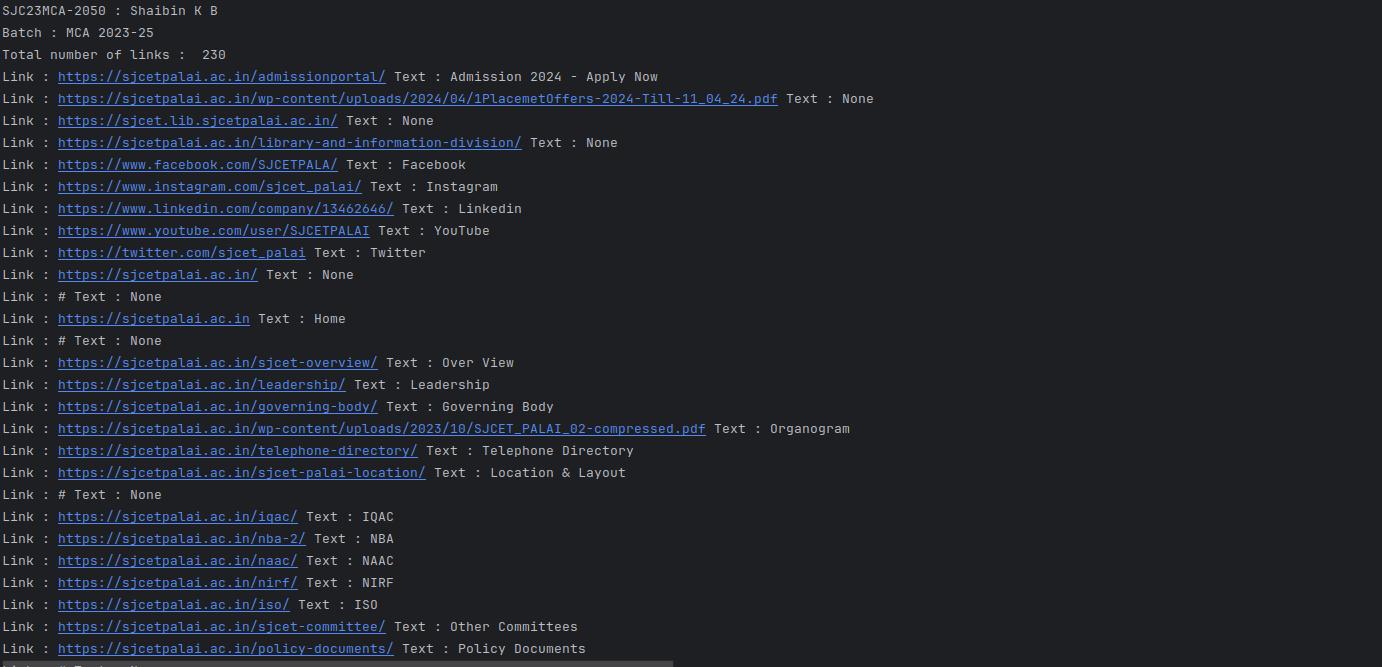 SJC23MCA-2050 : Shaibin K B
Batch : MCA 2023-25
Total number of links :  230
Link : https://sjcetpalai.ac.in/admissionportal/ Text : Admission 2024 - Apply Now
Link : https://sjcetpalai.ac.in/wp-content/uploads/2024/04/1PlacemetOffers-2024-Till-11_04_24.pdf Text : None
Link : https://sjcet.lib.sjcetpalai.ac.in/ Text : None
Link : https://sjcetpalai.ac.in/library-and-information-division/ Text : None
Link : https://www.facebook.com/SJCETPALA/ Text : Facebook
Link : https://www.instagram.com/sjcet_palai/ Text : Instagram
Link : https://www.linkedin.com/company/13462646/ Text : Linkedin
Link : https://www.youtube.com/user/SJCETPALAI Text : YouTube
Link : https://twitter.com/sjcet_palai Text : Twitter
Link : https://sjcetpalai.ac.in/ Text : None
Link : # Text : None
Link : https://sjcetpalai.ac.in Text : Home
Link : # Text : None
Link : https://sjcetpalai.ac.in/sjcet-overview/ Text : Over View
Link : https://sjcetpalai.ac.in/leadership/ Text : Leadership
Link : https://sjcetpalai.ac.in/governing-body/ Text : Governing Body
Link : https://sjcetpalai.ac.in/wp-content/uploads/2023/10/SJCET_PALAI_02-compressed.pdf Text : Organogram
Link : https://sjcetpalai.ac.in/telephone-directory/ Text : Telephone Directory
Link : https://sjcetpalai.ac.in/sjcet-palai-location/ Text : Location & Layout
Link : # Text : None
Link : https://sjcetpalai.ac.in/iqac/ Text : IQAC
Link : https://sjcetpalai.ac.in/nba-2/ Text : NBA
Link : https://sjcetpalai.ac.in/naac/ Text : NAAC
Link : https://sjcetpalai.ac.in/nirf/ Text : NIRF
Link : https://sjcetpalai.ac.in/iso/ Text : ISO
Link : https://sjcetpalai.ac.in/sjcet-committee/ Text : Other Committees
Link : https://sjcetpalai.ac.in/policy-documents/ Text : Policy Documents